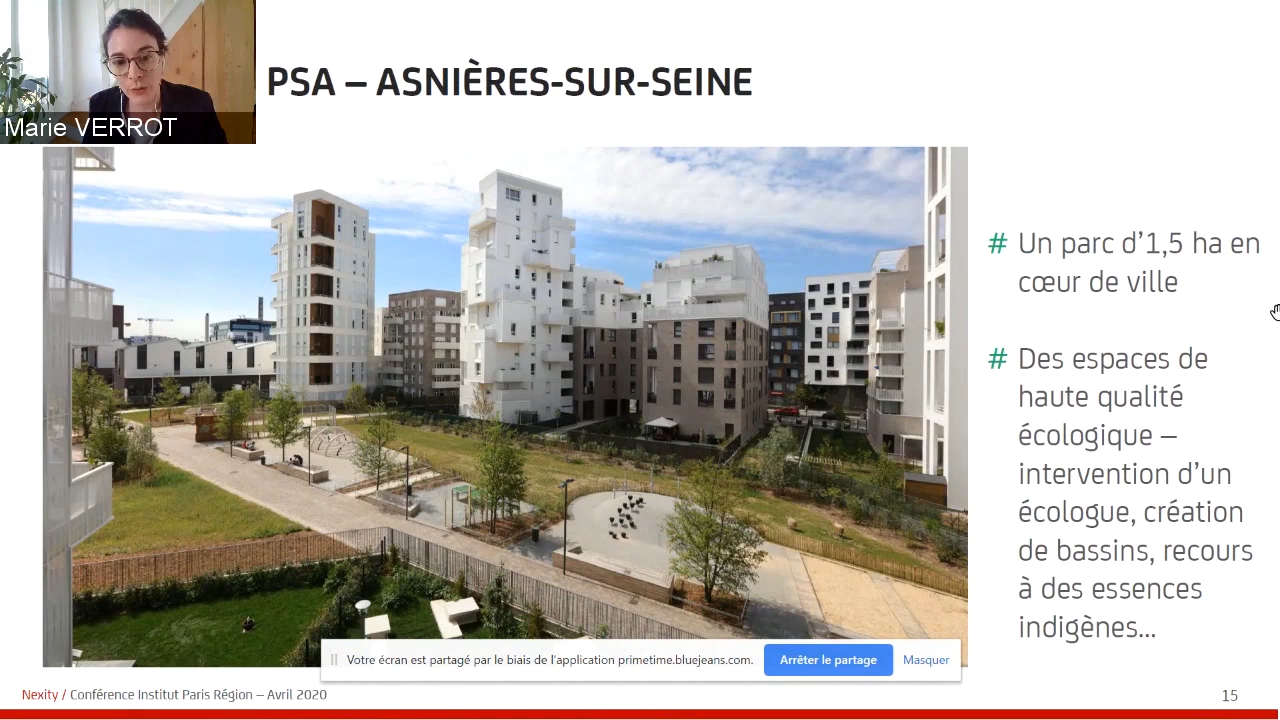 Marie VERROT
PSA – ASNIÈRES-SUR-SEINE
# Un parc d’1,5 ha en
cœur de ville
# Des espaces de
haute qualité
écologique –
intervention d’un
écologue, création
de bassins, recours
à des essences
indigènes...
Votre écran est partagé par le biais de l'application primetime.bluejeans.com.
Arrêter le partage
Masquer
Nexity / Conférence Institut Paris Région – Avril 2020
15